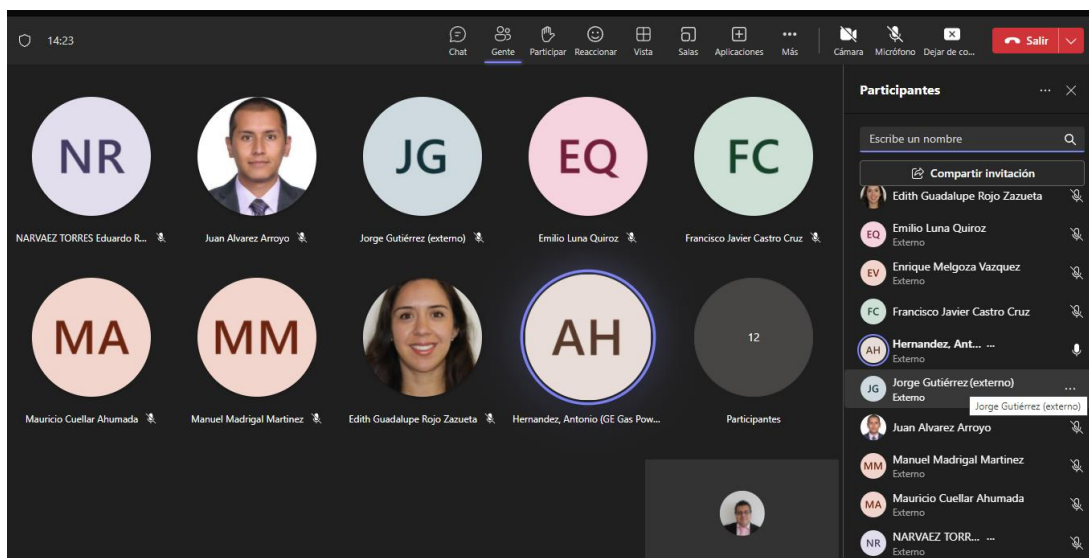 14:23
Chat
Gente
Participar
Reaccionar
Vista
Salas
Aplicaciones
Más
Cámara
Micrófono
Dejar de co...
Salir
NR
JG
EQ
FC
NARVAEZ TORRES Eduardo R...
Juan Alvarez Arroyo
Jorge Gutiérrez (externo)
Emilio Luna Quiroz
Francisco Javier Castro Cruz
MA
MM
AH
12
Mauricio Cuellar Ahumada
Manuel Madrigal Martinez
Edith Guadalupe Rojo Zazueta
Hernandez, Antonio (GE Gas Pow...
Participantes
Participantes
Escribe un nombre
Compartir invitación
Edith Guadalupe Rojo Zazueta
EQ
Emilio Luna Quiroz
Externo
EV
Enrique Melgoza Vazquez
Externo
FC
Francisco Javier Castro Cruz
AH
Hernandez, Ant... ...
Externo
JG
Jorge Gutiérrez (externo)
Externo
Jorge Gutiérrez (externo)
Juan Alvarez Arroyo
MM
Manuel Madrigal Martinez
Externo
MA
Mauricio Cuellar Ahumada
Externo
NR
NARVAEZ TORR... ...
Externo